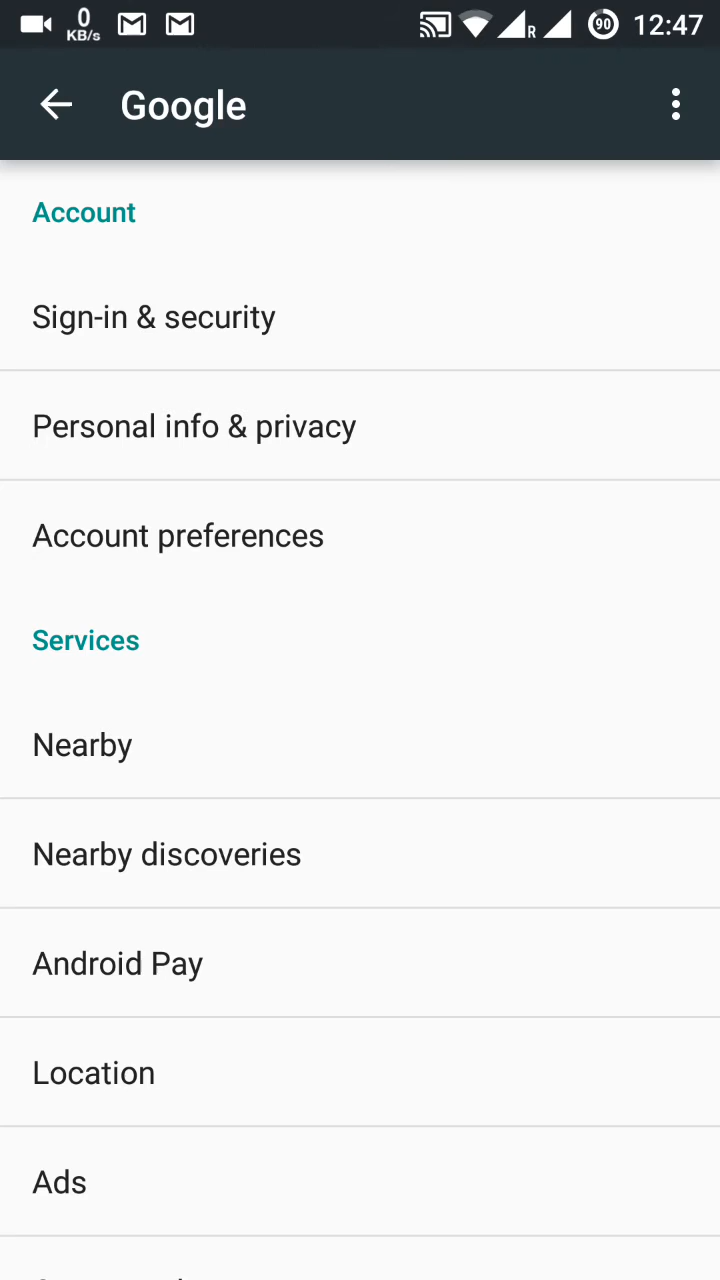 0
KB/s
R
90
12:47
Google
Account
Sign-in & security
Personal info & privacy
Account preferences
Services
Nearby
Nearby discoveries
Android Pay
Location
Ads